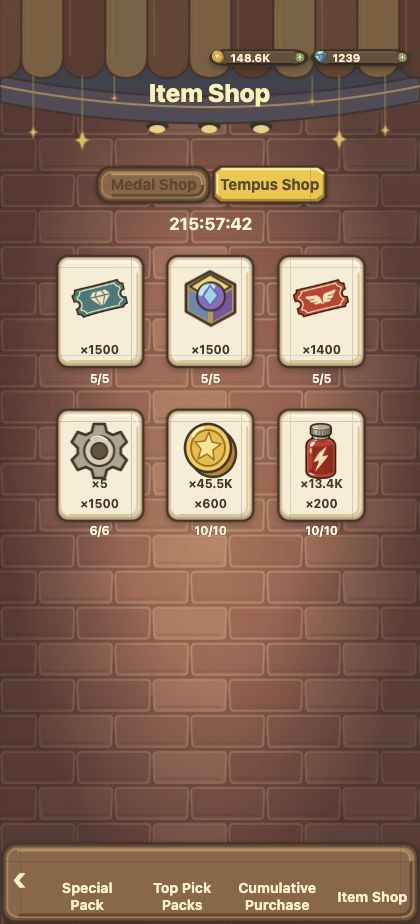 148.6K
1239
Item Shop
Medal Shop
Tempus Shop
215:57:42
×1500
×1500
×1400
5/5
5/5
5/5
×5
×45.5K
×13.4K
×1500
×600
×200
6/6
10/10
10/10
Special
Pack
Top Pick
Packs
Cumulative
Purchase
Item Shop